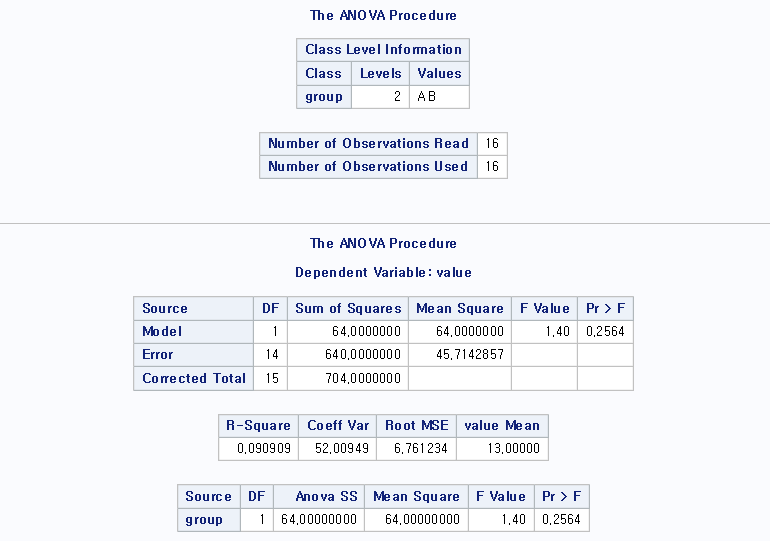 The ANOVA Procedure
Class Level Information
Class Levels Values
group 2 A B
Number of Observations Read 16
Number of Observations Used 16
The ANOVA Procedure
Dependent Variable: value
Source DF Sum of Squares Mean Square F Value Pr > F
Model 1 64,0000000 64,0000000 1,40 0,2564
Error 14 640,0000000 45,7142857
Corrected Total 15 704,0000000
R-Square Coeff Var Root MSE value Mean
0,090909 52,00949 6,761234 13,00000
Source DF Anova SS Mean Square F Value Pr > F
group 1 64,00000000 64,00000000 1,40 0,2564